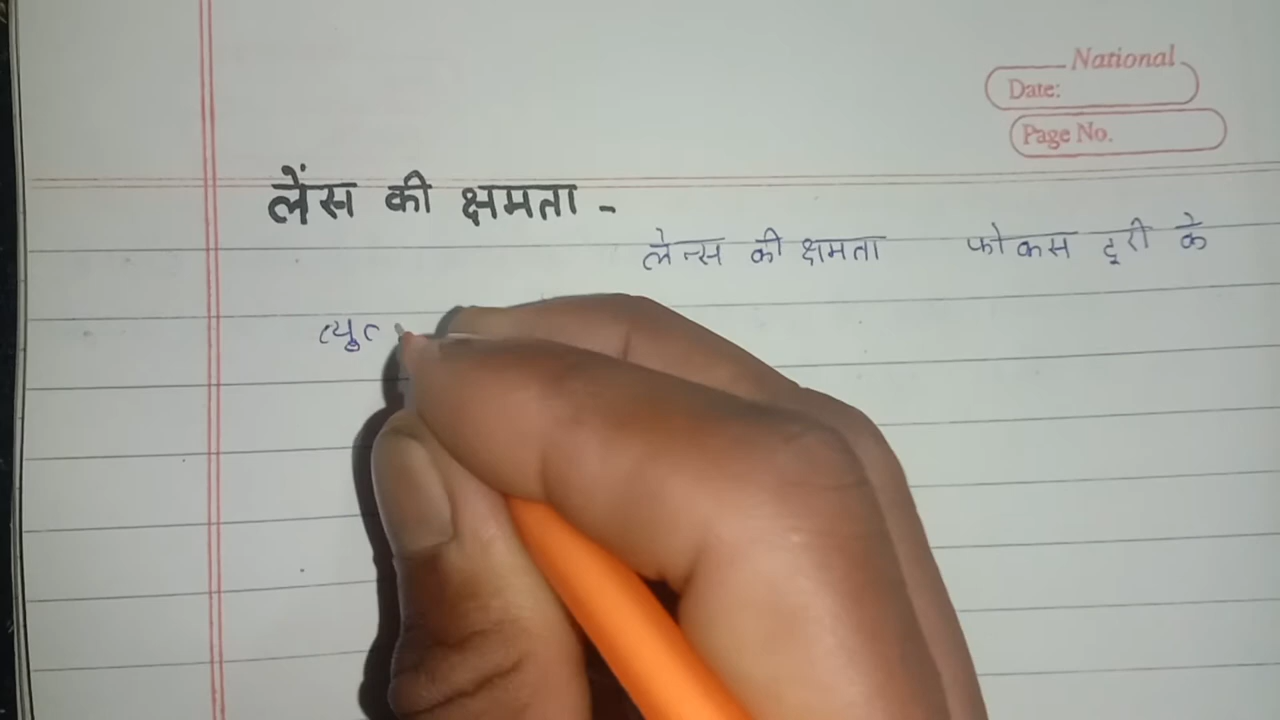 National
Date:
Page No.
लेंस की क्षमता -
लेन्स की क्षमता फोकस दूरी के